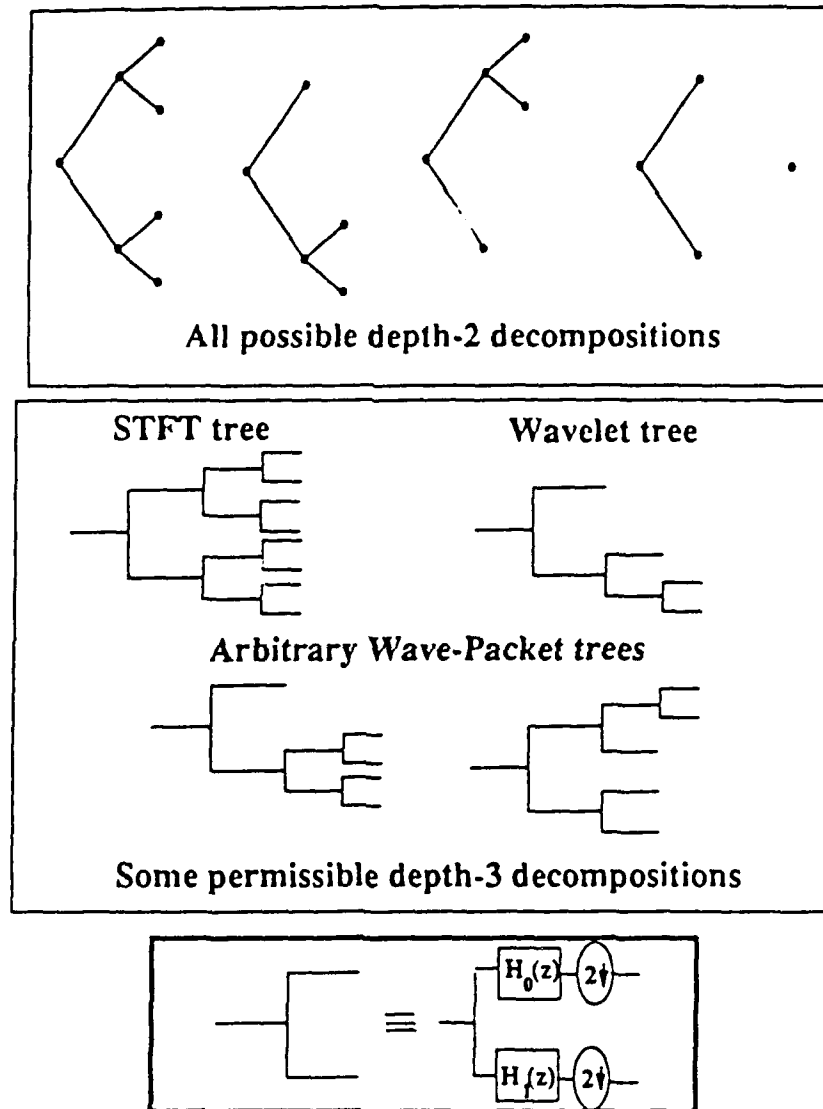 All possible depth-2 decompositions
STFT tree
Wavelet tree
Arbitrary Wave-Packet trees
Some permissible depth-3 decompositions
≡
H0(z) 2↓
H1(z) 2↓